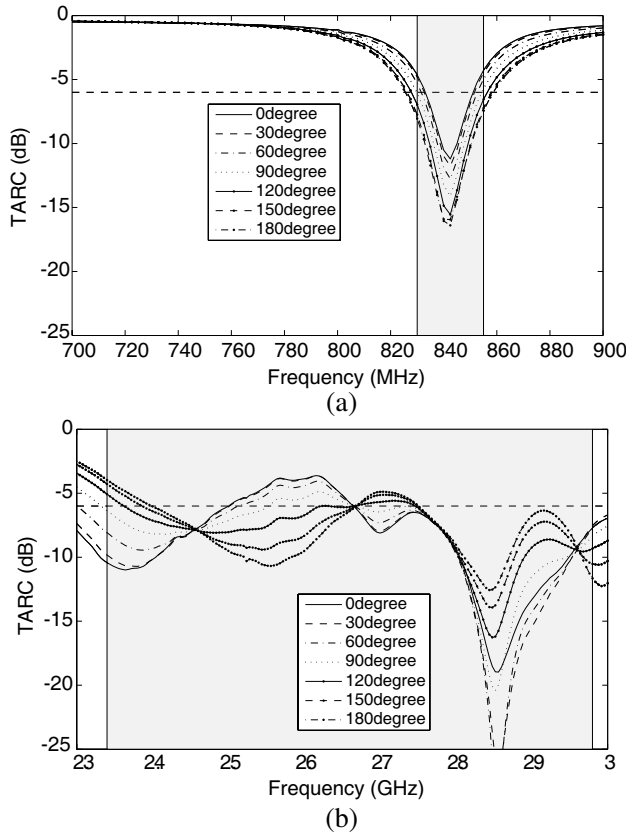 0
-5
-10
-15
-20
-25
TARC (dB)
0degree
30degree
60degree
90degree
120degree
150degree
180degree
700 720 740 760 780 800 820 840 860 880 900
Frequency (MHz)
(a)
0
-5
-10
-15
-20
-25
TARC (dB)
0degree
30degree
60degree
90degree
120degree
150degree
180degree
23 24 25 26 27 28 29 3
Frequency (GHz)
(b)